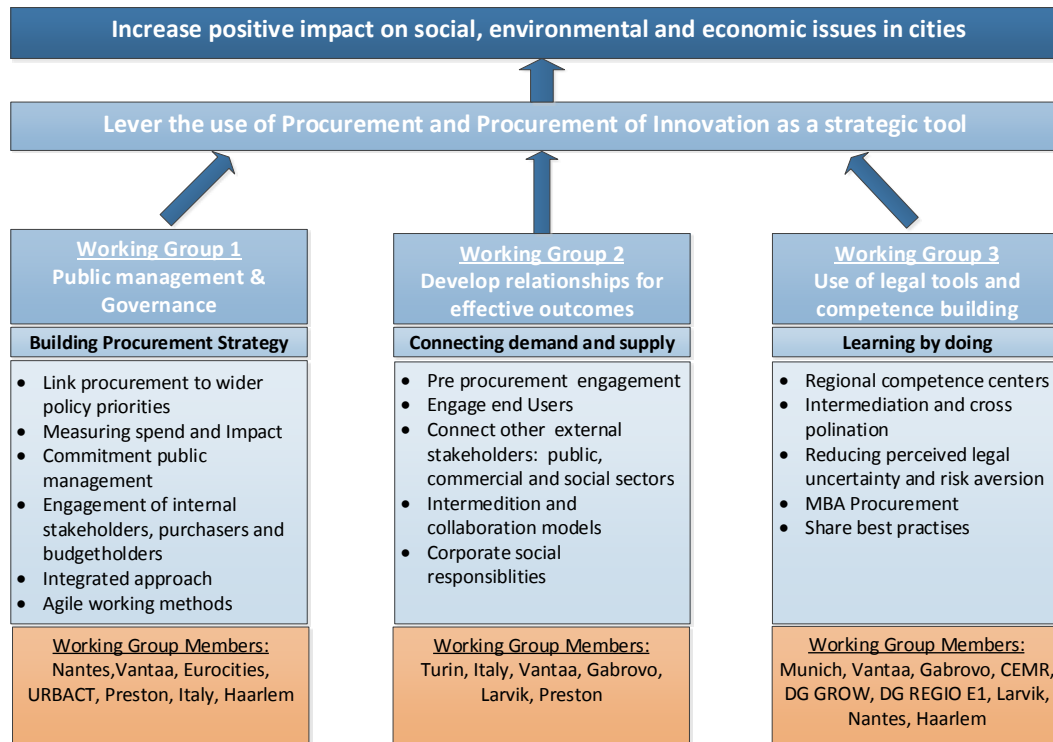 Increase positive impact on social, environmental and economic issues in cities
Lever the use of Procurement and Procurement of Innovation as a strategic tool
Working Group 1
Public management &
Governance
Building Procurement Strategy
• Link procurement to wider
policy priorities
• Measuring spend and Impact
• Commitment public
management
• Engagement of internal
stakeholders, purchasers and
budgetholders
• Integrated approach
• Agile working methods
Working Group Members:
Nantes,Vantaa, Eurocities,
URBACT, Preston, Italy, Haarlem
Working Group 2
Develop relationships for
effective outcomes
Connecting demand and supply
• Pre procurement engagement
• Engage end Users
• Connect other external
stakeholders: public,
commercial and social sectors
• Intermedition and
collaboration models
• Corporate social
responsiblities
Working Group Members:
Turin, Italy, Vantaa, Gabrovo,
Larvik, Preston
Working Group 3
Use of legal tools and
competence building
Learning by doing
• Regional competence centers
• Intermediation and cross
polination
• Reducing perceived legal
uncertainty and risk aversion
• MBA Procurement
• Share best practises
Working Group Members:
Munich, Vantaa, Gabrovo, CEMR,
DG GROW, DG REGIO E1, Larvik,
Nantes, Haarlem